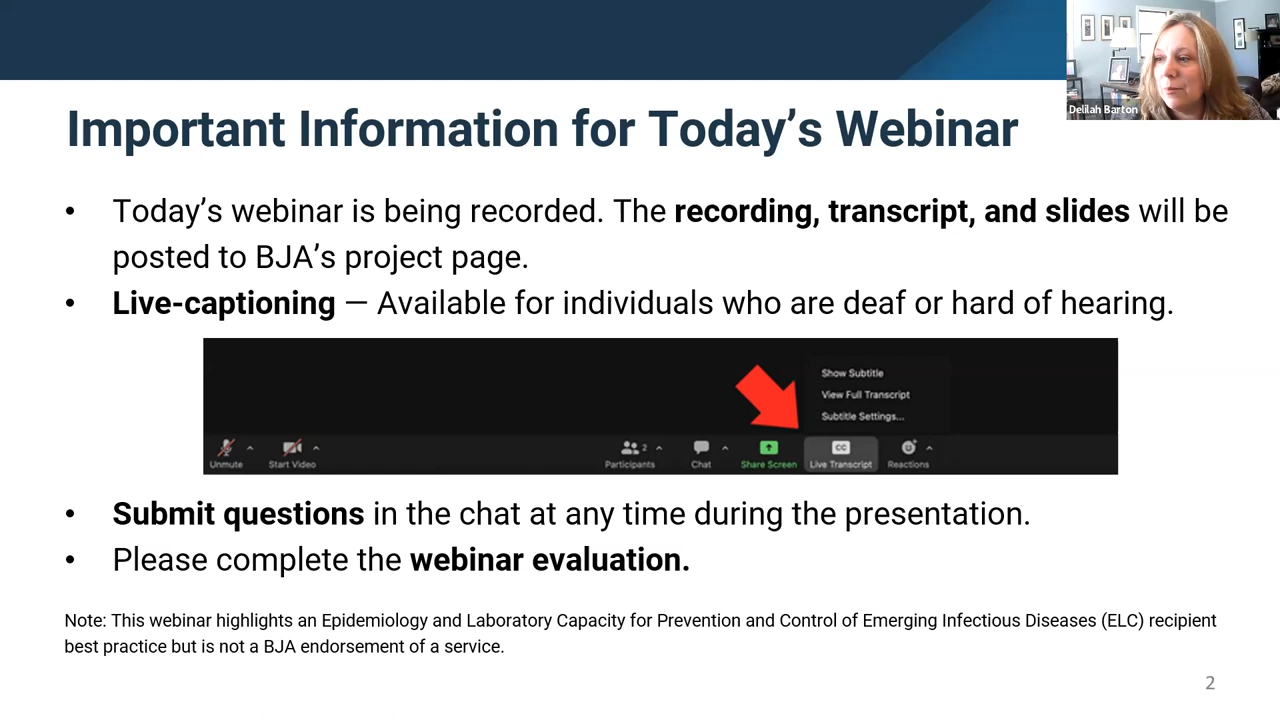 Delilah Barton
Important Information for Today’s Webinar
• Today’s webinar is being recorded. The recording, transcript, and slides will be
posted to BJA’s project page.
• Live-captioning — Available for individuals who are deaf or hard of hearing.
Show Subtitle
View Full Transcript
Subtitle Settings...
2
CC
Unmute
Start Video
Participants
Chat
Share Screen
Live Transcript
Reactions
• Submit questions in the chat at any time during the presentation.
• Please complete the webinar evaluation.
Note: This webinar highlights an Epidemiology and Laboratory Capacity for Prevention and Control of Emerging Infectious Diseases (ELC) recipient
best practice but is not a BJA endorsement of a service.
2